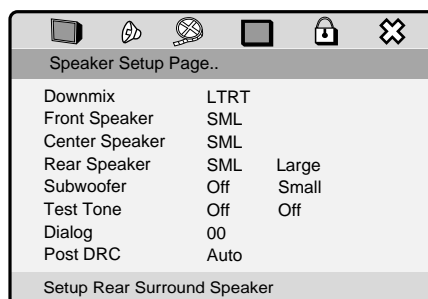 Speaker Setup Page..
Downmix LTRT
Front Speaker SML
Center Speaker SML
Rear Speaker SML Large
Subwoofer Off Small
Test Tone Off Off
Dialog 00
Post DRC Auto
Setup Rear Surround Speaker